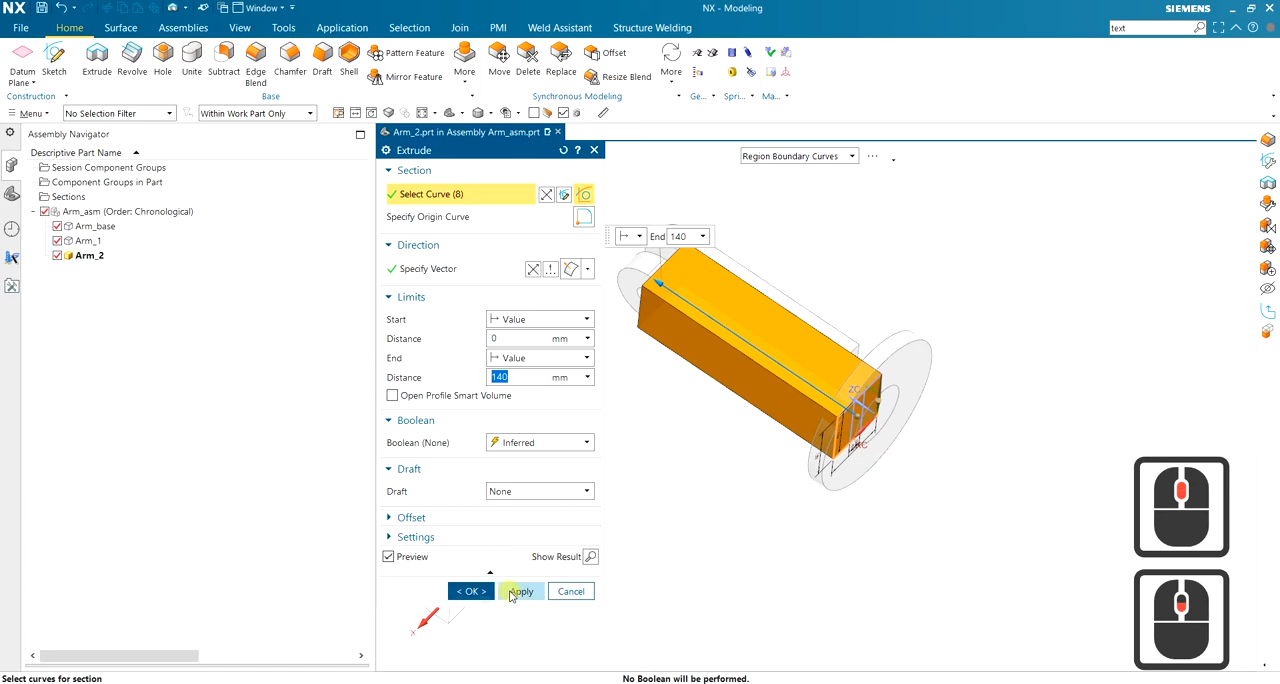 NX
Window
NX - Modeling
SIEMENS
File Home Surface Assemblies Curve Analysis View Tools Application Selection Join PMI Weld Assistant Structure Welding
text
Datum Plane
Sketch
Extrude
Revolve
Hole
Unite
Subtract
Edge Blend
Chamfer
Draft
Shell
Pattern Feature
Mirror Feature
More
Move
Delete
Replace
Offset
Resize Blend
More
Ge...
Spri...
Ma...
Construction
Base
Synchronous Modeling
Menu
No Selection Filter
Within Work Part Only
Assembly Navigator
Descriptive Part Name
Session Component Groups
Component Groups in Part
Sections
Arm_asm (Order: Chronological)
Arm_base
Arm_1
Arm_2
Arm_2.prt in Assembly Arm_asm.prt
Extrude
Section
Select Curve (8)
Specify Origin Curve
Direction
Specify Vector
Limits
Start
Value
Distance
0 mm
End
Value
Distance
140 mm
Open Profile Smart Volume
Boolean
Boolean (None)
Inferred
Draft
Draft
None
Offset
Settings
Preview
Show Result
< OK >
Apply
Cancel
Region Boundary Curves
End 140
ZC
X
Select curves for section
No Boolean will be performed.